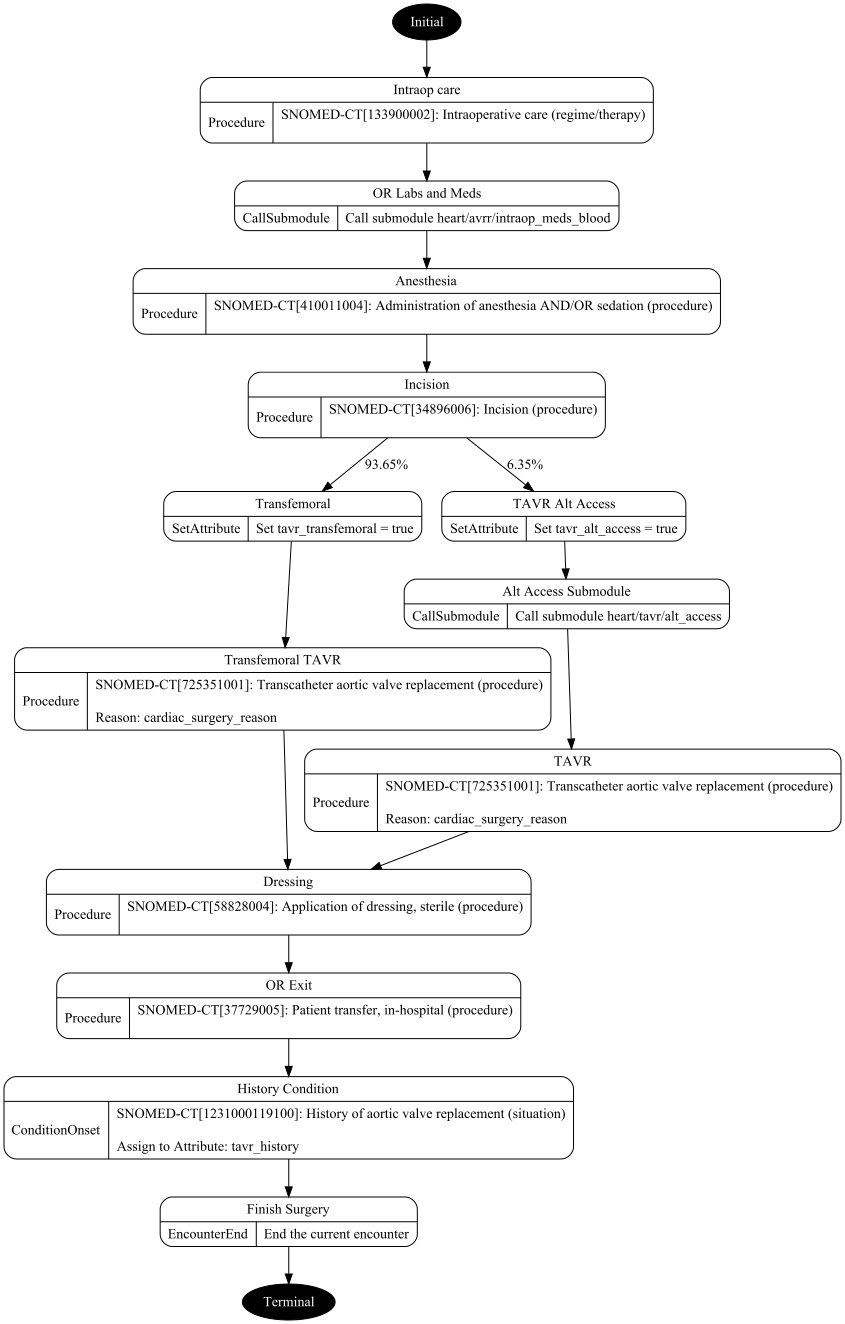 Initial
Intraop care
Procedure
SNOMED-CT[133900002]: Intraoperative care (regime/therapy)
OR Labs and Meds
CallSubmodule
Call submodule heart/avrr/intraop_meds_blood
Anesthesia
Procedure
SNOMED-CT[410011004]: Administration of anesthesia AND/OR sedation (procedure)
Incision
Procedure
SNOMED-CT[34896006]: Incision (procedure)
93.65%
6.35%
Transfemoral
SetAttribute
Set tavr_transfemoral = true
TAVR Alt Access
SetAttribute
Set tavr_alt_access = true
Alt Access Submodule
CallSubmodule
Call submodule heart/tavr/alt_access
Transfemoral TAVR
Procedure
SNOMED-CT[725351001]: Transcatheter aortic valve replacement (procedure)
Reason: cardiac_surgery_reason
TAVR
Procedure
SNOMED-CT[725351001]: Transcatheter aortic valve replacement (procedure)
Reason: cardiac_surgery_reason
Dressing
Procedure
SNOMED-CT[58828004]: Application of dressing, sterile (procedure)
OR Exit
Procedure
SNOMED-CT[37729005]: Patient transfer, in-hospital (procedure)
History Condition
ConditionOnset
SNOMED-CT[1231000119100]: History of aortic valve replacement (situation)
Assign to Attribute: tavr_history
Finish Surgery
EncounterEnd
End the current encounter
Terminal